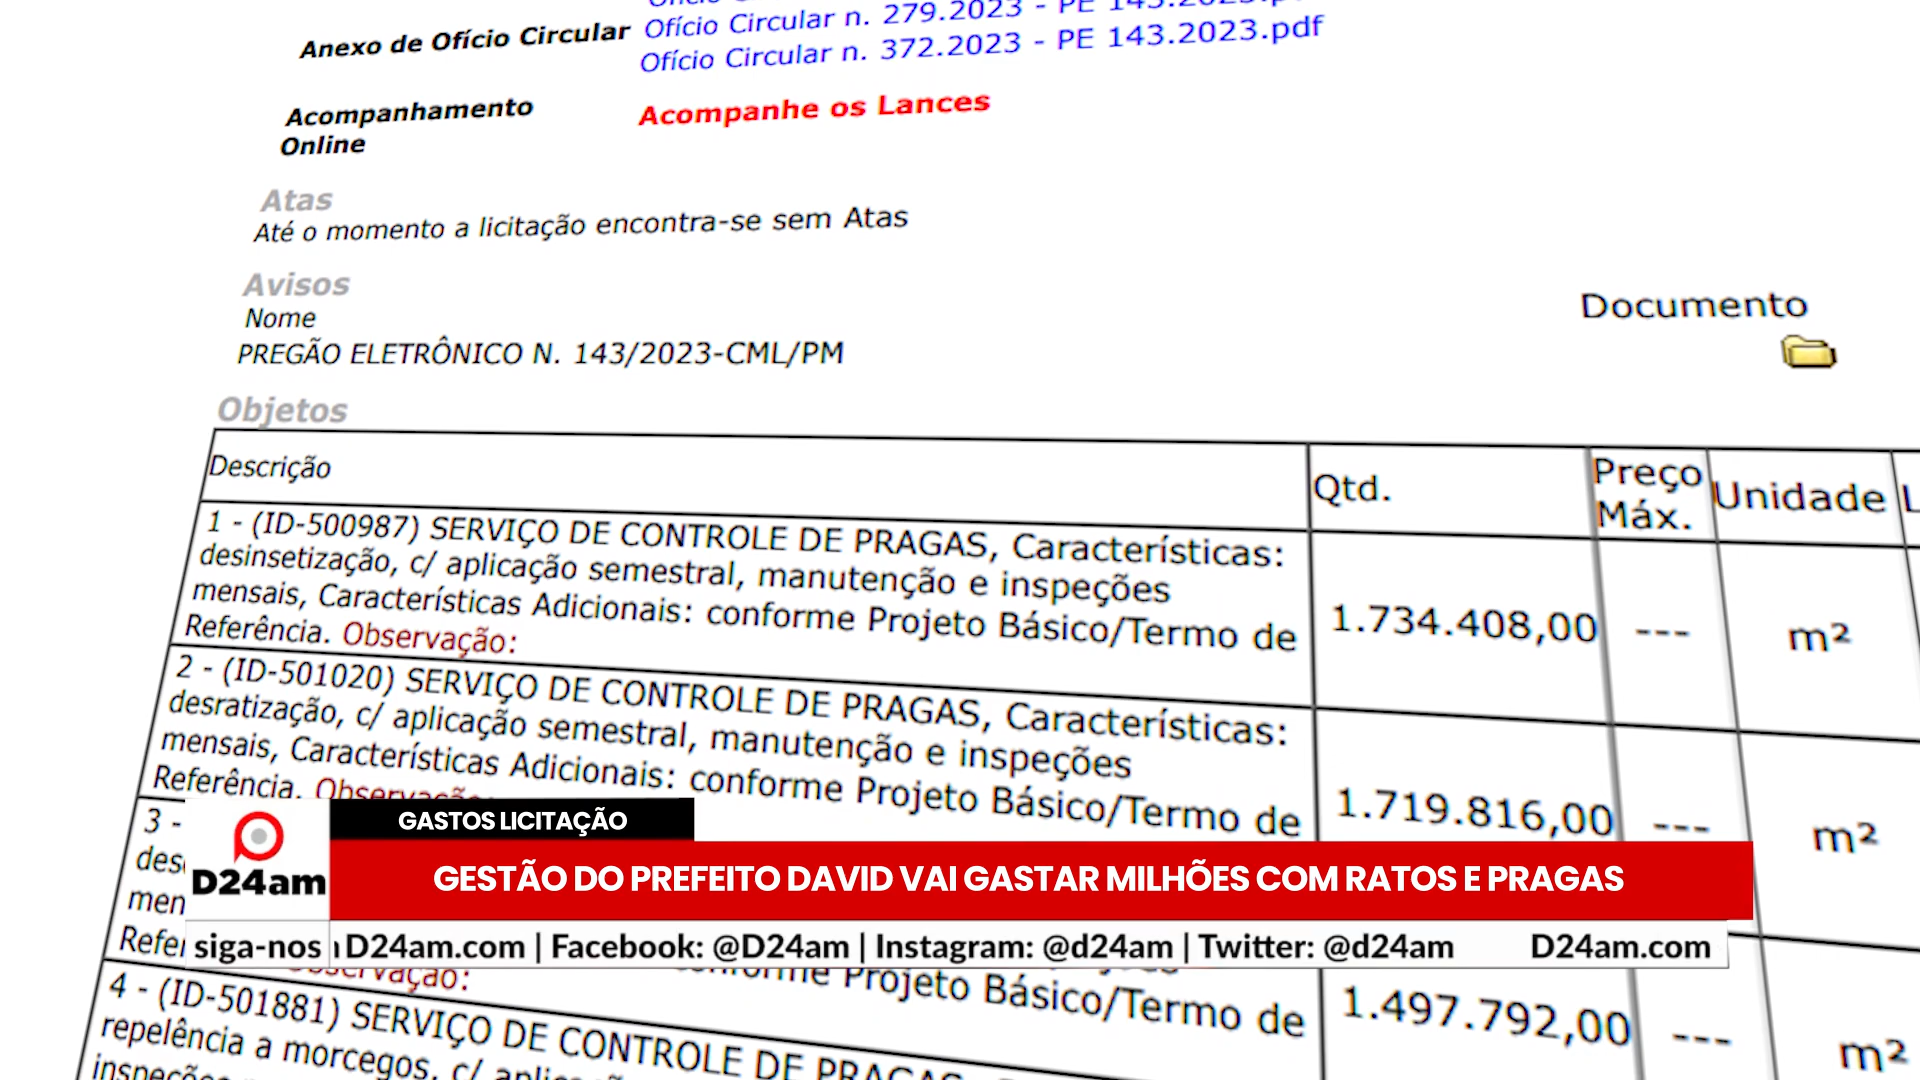 Ofício Circular n. 279.2023 - PE 143.2023.pdf
Anexo de Ofício Circular
Ofício Circular n. 372.2023 - PE 143.2023.pdf
Acompanhamento
Online
Acompanhe os Lances
Atas
Até o momento a licitação encontra-se sem Atas
Avisos
Nome
Documento
PREGÃO ELETRÔNICO N. 143/2023-CML/PM
Objetos
Descrição
Qtd.
Preço
Máx.
Unidade
1 - (ID-500987) SERVIÇO DE CONTROLE DE PRAGAS, Características:
desinsetização, c/ aplicação semestral, manutenção e inspeções
mensais, Características Adicionais: conforme Projeto Básico/Termo de
Referência. Observação:
1.734.408,00
---
m²
2 - (ID-501020) SERVIÇO DE CONTROLE DE PRAGAS, Características:
desratização, c/ aplicação semestral, manutenção e inspeções
mensais, Características Adicionais: conforme Projeto Básico/Termo de
Referência. Observação:
1.719.816,00
---
m²
3 -
Projeto Básico/Termo de
1.497.792,00
---
m²
4 - (ID-501881) SERVIÇO DE CONTROLE DE PRAGAS,
repelência a morcegos, c/
GASTOS LICITAÇÃO
D24am
GESTÃO DO PREFEITO DAVID VAI GASTAR MILHÕES COM RATOS E PRAGAS
siga-nos
D24am.com | Facebook: @D24am | Instagram: @d24am | Twitter: @d24am
D24am.com